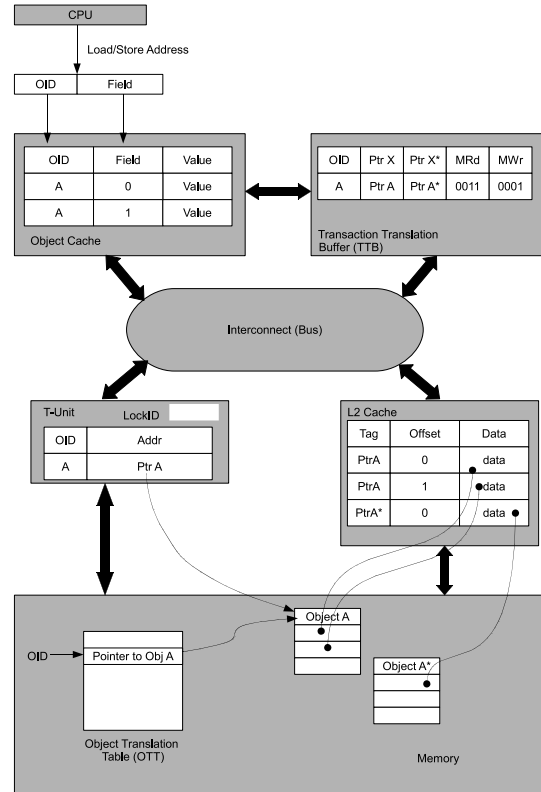 CPU
Load/Store Address
OID Field
OID Field Value
A 0 Value
A 1 Value
Object Cache
OID Ptr X Ptr X* MRd MWr
A Ptr A Ptr A* 0011 0001
Transaction Translation
Buffer (TTB)
Interconnect (Bus)
T-Unit LockID
OID Addr
A Ptr A
L2 Cache
Tag Offset Data
PtrA 0 data
PtrA 1 data
PtrA* 0 data
Object A
OID
Pointer to Obj A
Object A*
Object Translation
Table (OTT)
Memory